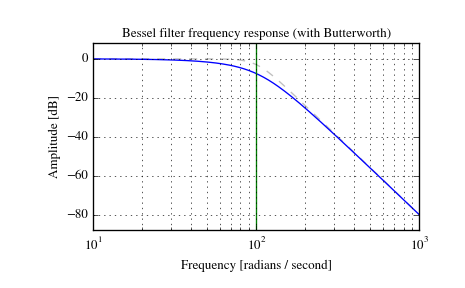 Bessel filter frequency response (with Butterworth)
0
−20
−40
−60
−80
Amplitude [dB]
10¹ 10² 10³
Frequency [radians / second]